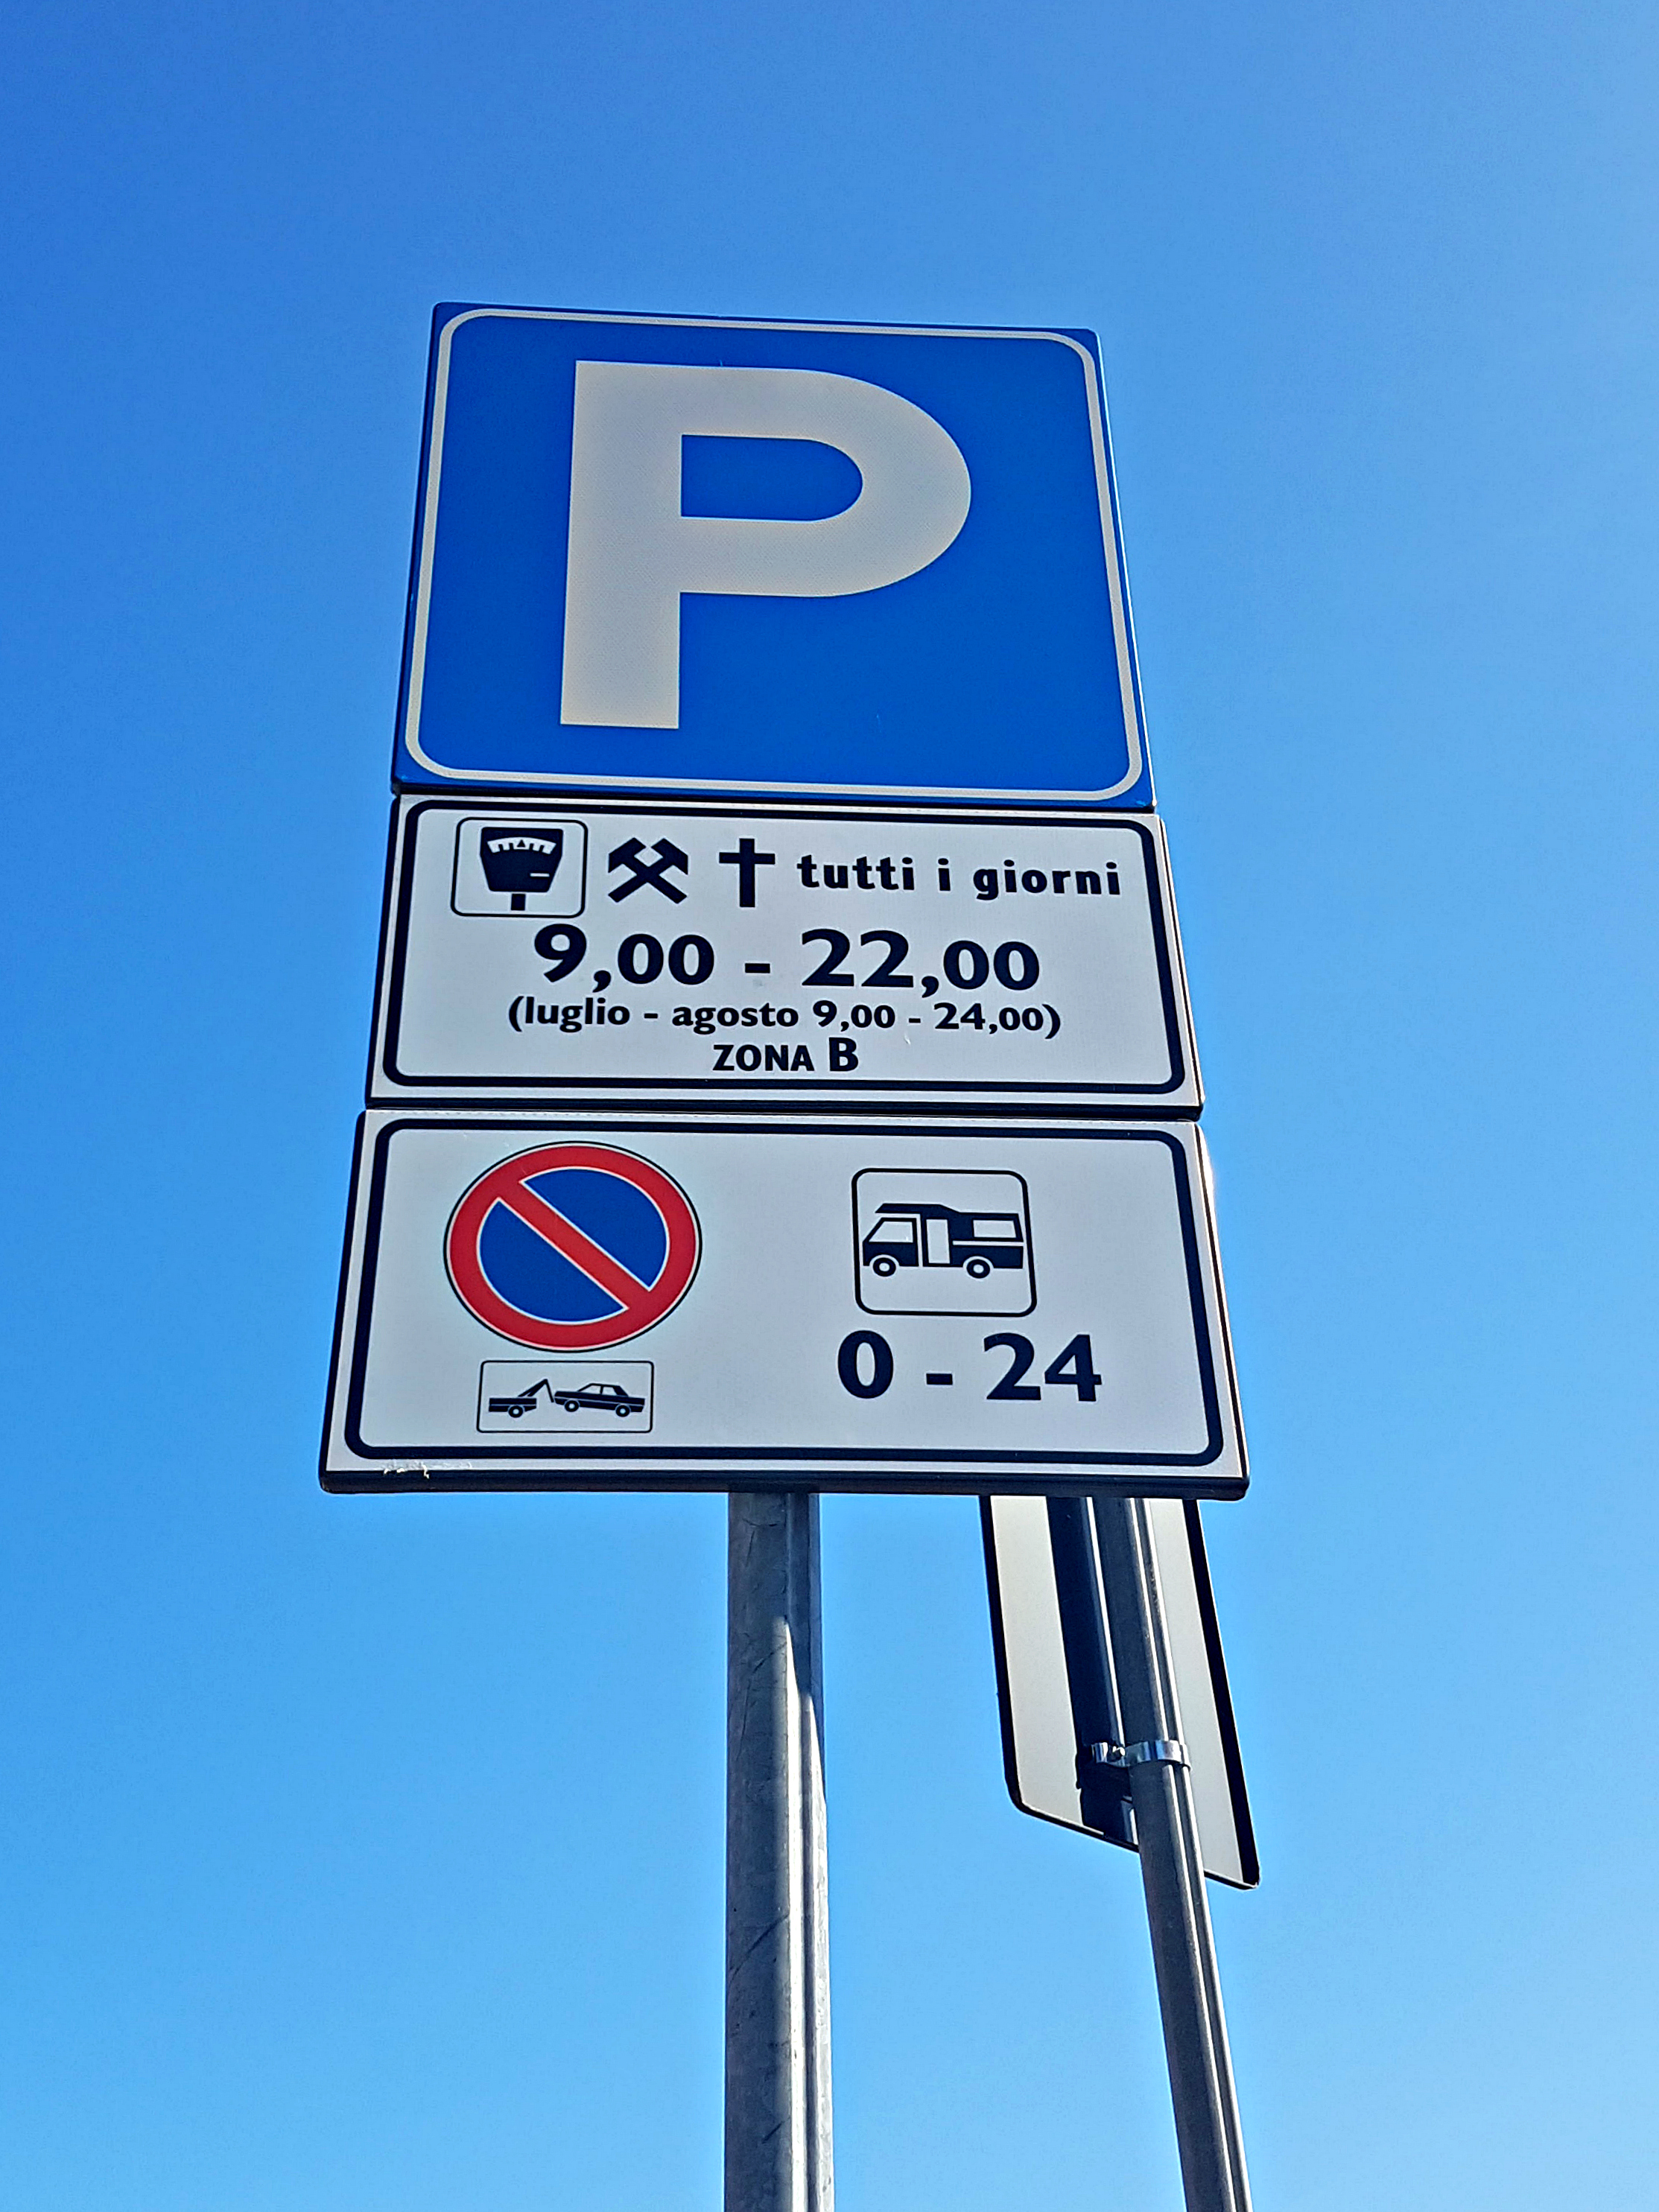 P
tutti i giorni
9,00 - 22,00
(luglio - agosto 9,00 - 24,00)
ZONA B
0 - 24